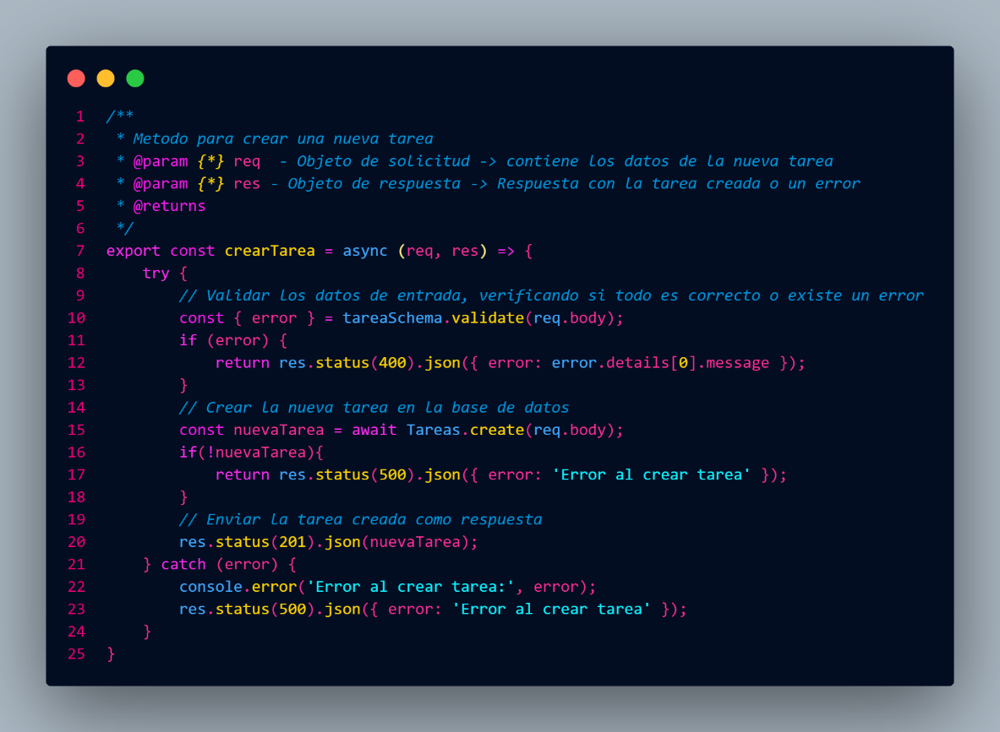 1 /**
2  * Metodo para crear una nueva tarea
3  * @param {*} req  - Objeto de solicitud -> contiene los datos de la nueva tarea
4  * @param {*} res - Objeto de respuesta -> Respuesta con la tarea creada o un error
5  * @returns
6  */
7 export const crearTarea = async (req, res) => {
8     try {
9         // Validar los datos de entrada, verificando si todo es correcto o existe un error
10         const { error } = tareaSchema.validate(req.body);
11         if (error) {
12             return res.status(400).json({ error: error.details[0].message });
13         }
14         // Crear la nueva tarea en la base de datos
15         const nuevaTarea = await Tareas.create(req.body);
16         if(!nuevaTarea){
17             return res.status(500).json({ error: 'Error al crear tarea' });
18         }
19         // Enviar la tarea creada como respuesta
20         res.status(201).json(nuevaTarea);
21     } catch (error) {
22         console.error('Error al crear tarea:', error);
23         res.status(500).json({ error: 'Error al crear tarea' });
24     }
25 }